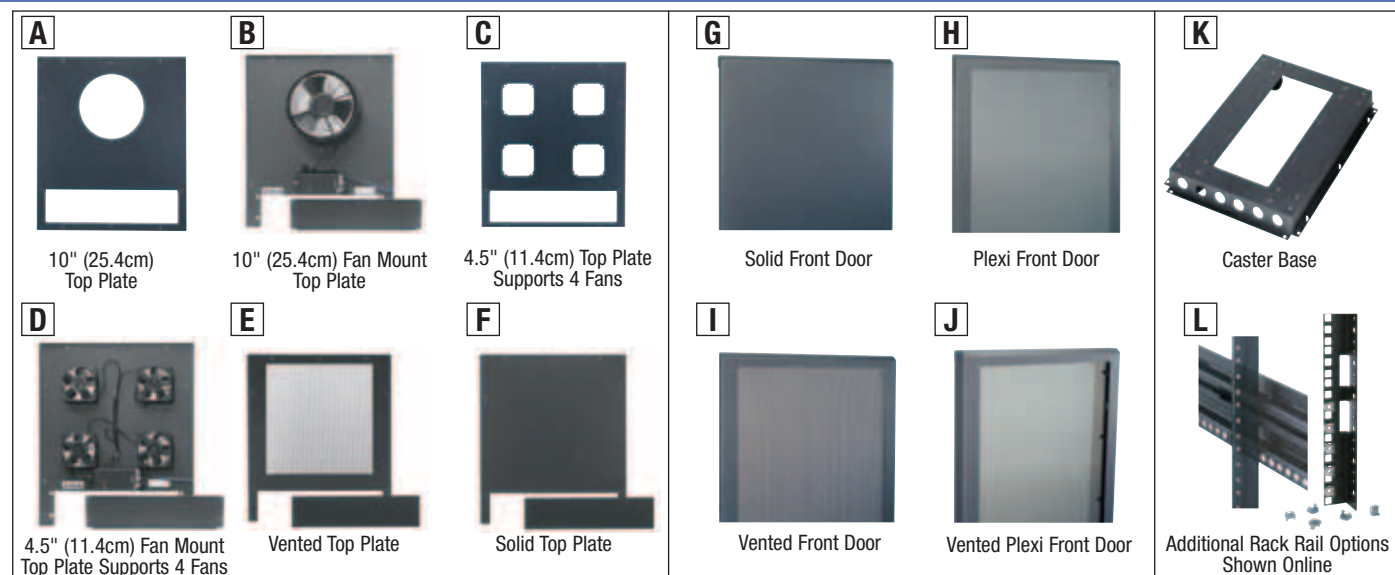 A
B
C
G
H
K
10" (25.4cm)
Top Plate
10" (25.4cm) Fan Mount
Top Plate
4.5" (11.4cm) Top Plate
Supports 4 Fans
Solid Front Door
Plexi Front Door
Caster Base
D
E
F
I
J
L
4.5" (11.4cm) Fan Mount
Top Plate Supports 4 Fans
Vented Top Plate
Solid Top Plate
Vented Front Door
Vented Plexi Front Door
Additional Rack Rail Options
Shown Online